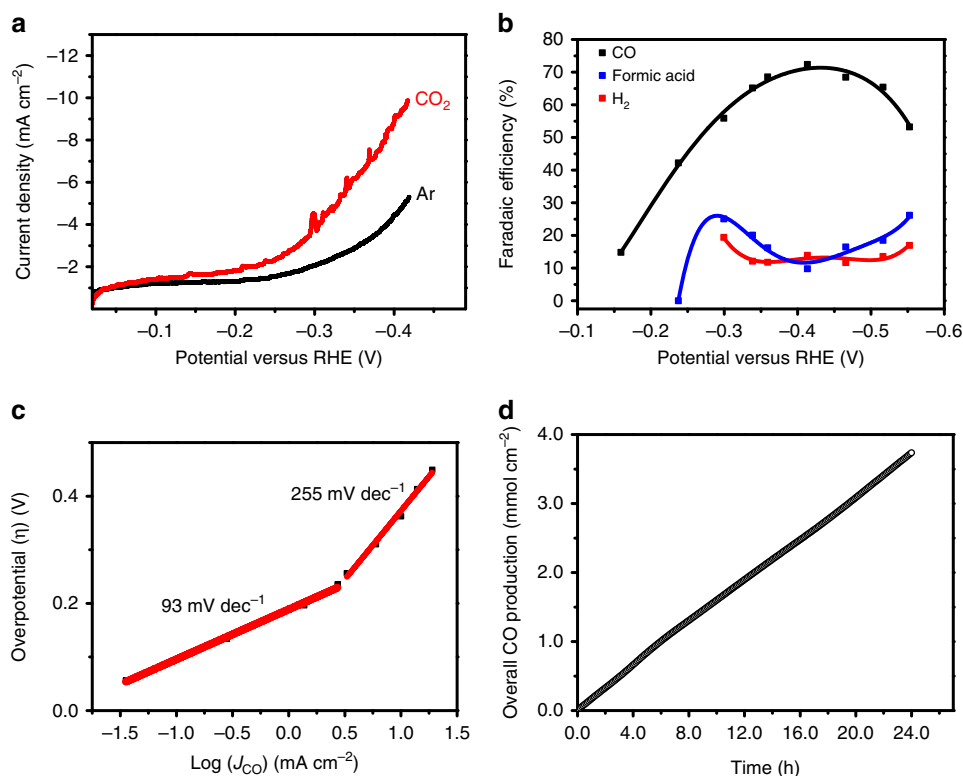 a
Current density (mA cm⁻²)
−12
−10
−8
−6
−4
−2
CO₂
Ar
−0.1
−0.2
−0.3
−0.4
Potential versus RHE (V)
b
Faradaic efficiency (%)
80
70
60
50
40
30
20
10
0
CO
Formic acid
H₂
−0.1
−0.2
−0.3
−0.4
−0.5
−0.6
Potential versus RHE (V)
c
Overpotential (η) (V)
0.4
0.2
0.0
255 mV dec⁻¹
93 mV dec⁻¹
−1.5
−1.0
−0.5
0.0
0.5
1.0
1.5
Log (J_CO) (mA cm⁻²)
d
Overall CO production (mmol cm⁻²)
4.0
3.0
2.0
1.0
0.0
0.0
4.0
8.0
12.0
16.0
20.0
24.0
Time (h)